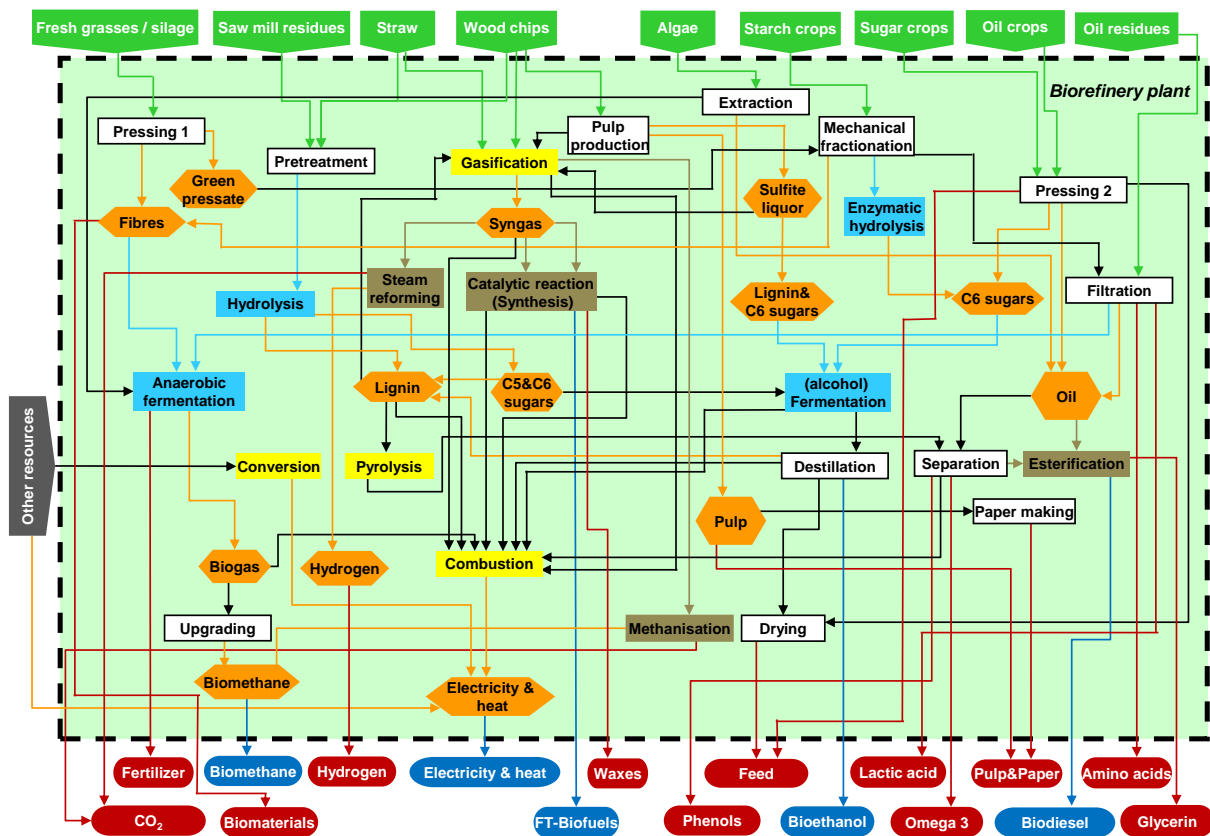 Fresh grasses / silage
Saw mill residues
Straw
Wood chips
Algae
Starch crops
Sugar crops
Oil crops
Oil residues
Biorefinery plant
Extraction
Pressing 1
Pulp
production
Mechanical
fractionation
Pretreatment
Gasification
Green
pressate
Sulfite
liquor
Pressing 2
Fibres
Syngas
Enzymatic
hydrolysis
Steam
reforming
Catalytic reaction
(Synthesis)
Hydrolysis
Lignin&
C6 sugars
C6 sugars
Filtration
Anaerobic
fermentation
Lignin
C5&C6
sugars
(alcohol)
Fermentation
Oil
Other resources
Conversion
Pyrolysis
Destillation
Separation
Esterification
Pulp
Paper making
Biogas
Hydrogen
Combustion
Upgrading
Methanisation
Drying
Biomethane
Electricity &
heat
Fertilizer
Biomethane
Hydrogen
Electricity & heat
Waxes
Feed
Lactic acid
Pulp&Paper
Amino acids
CO₂
Biomaterials
FT-Biofuels
Phenols
Bioethanol
Omega 3
Biodiesel
Glycerin